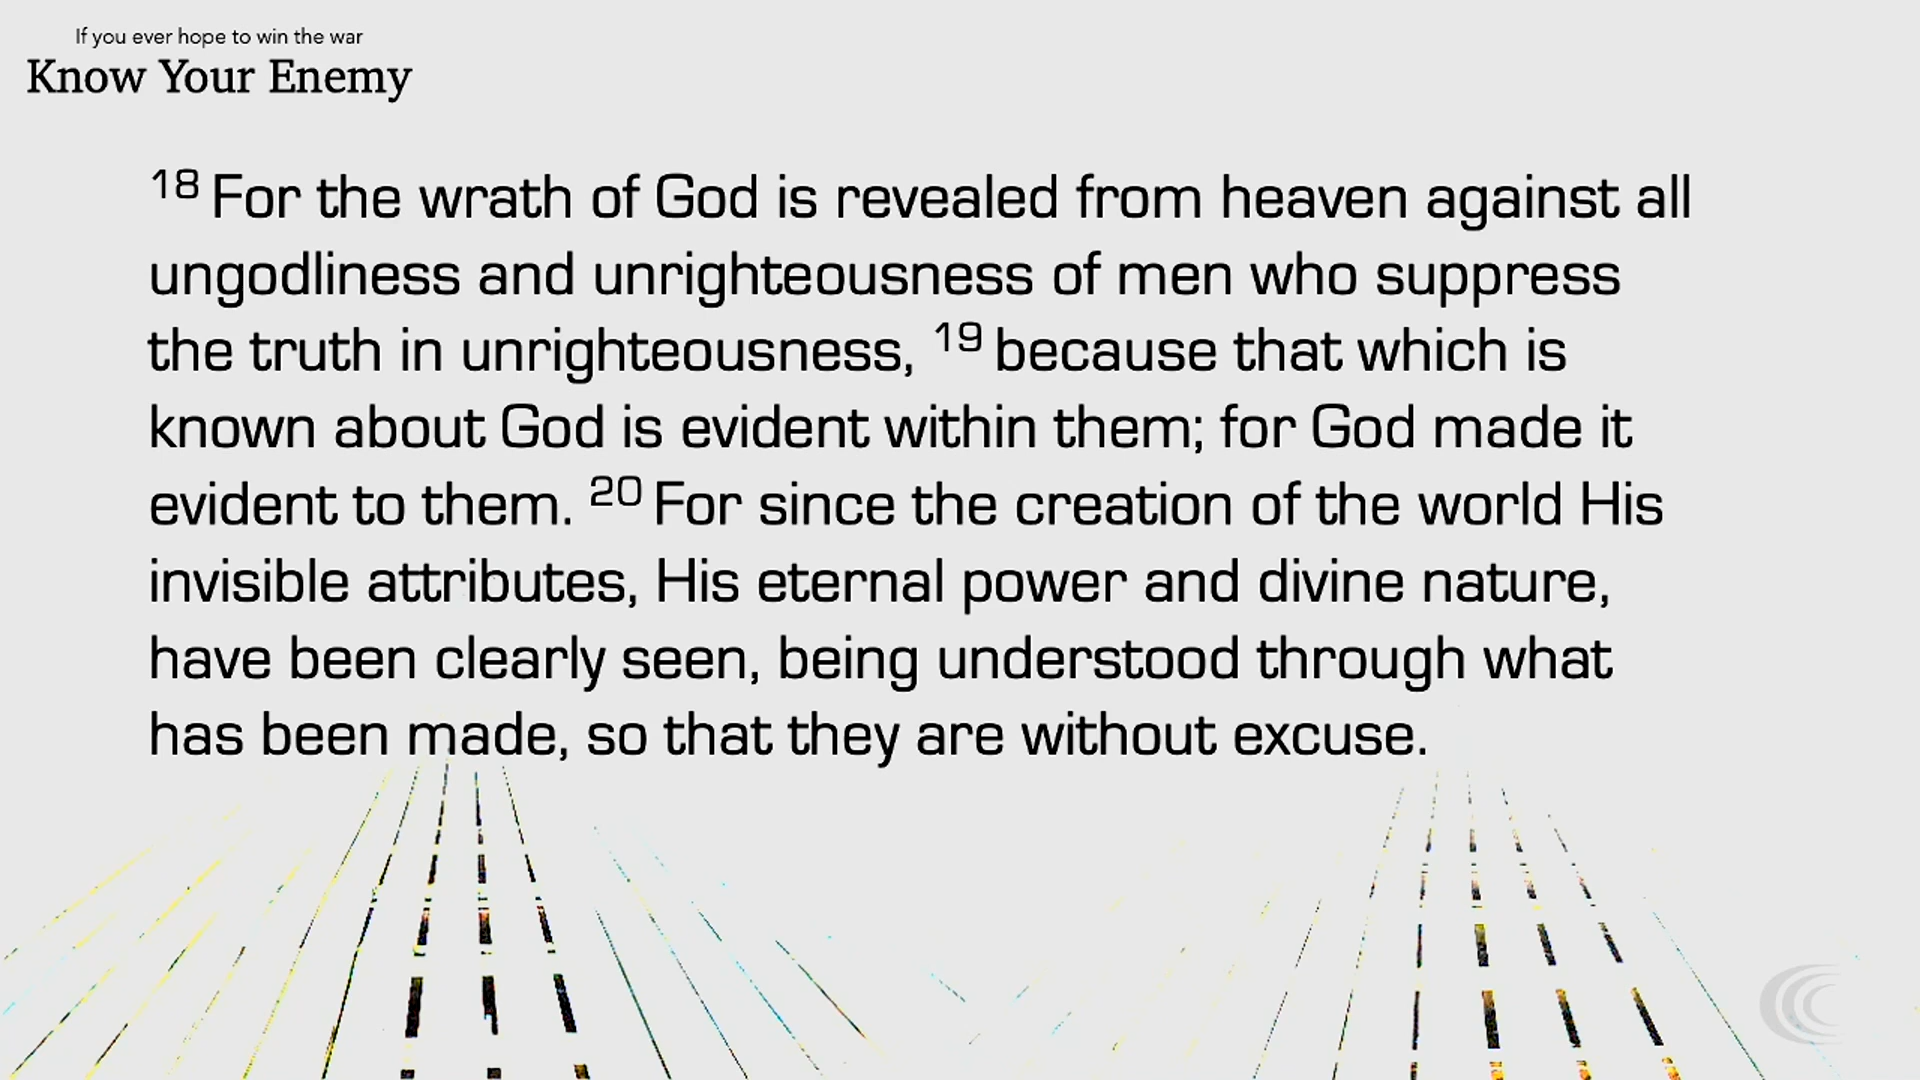 If you ever hope to win the war
Know Your Enemy
18 For the wrath of God is revealed from heaven against all
ungodliness and unrighteousness of men who suppress
the truth in unrighteousness, 19 because that which is
known about God is evident within them; for God made it
evident to them. 20 For since the creation of the world His
invisible attributes, His eternal power and divine nature,
have been clearly seen, being understood through what
has been made, so that they are without excuse.